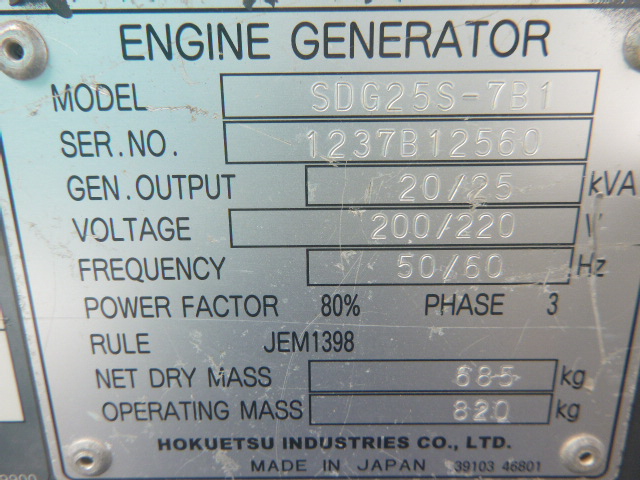 ENGINE GENERATOR
MODEL SDG25S-7B1
SER.NO. 1237B12560
GEN.OUTPUT 20/25 kVA
VOLTAGE 200/220 V
FREQUENCY 50/60 Hz
POWER FACTOR 80% PHASE 3
RULE JEM1398
NET DRY MASS 685 kg
OPERATING MASS 820 kg
HOKUETSU INDUSTRIES CO., LTD.
MADE IN JAPAN 39103 46801